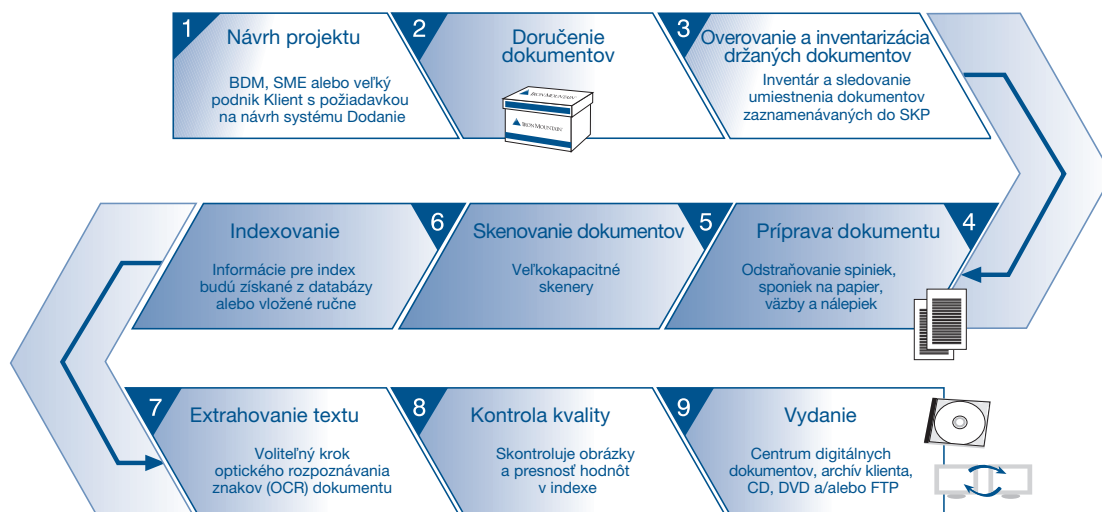 1
Návrh projektu
BDM, SME alebo veľký
podnik Klient s požiadavkou
na návrh systému Dodanie
2
Doručenie
dokumentov
IRON MOUNTAIN
IRON MOUNTAIN
3
Overovanie a inventarizácia
držaných dokumentov
Inventár a sledovanie
umiestnenia dokumentov
zaznamenávaných do SKP
4
Príprava dokumentu
Odstraňovanie spiniek,
sponiek na papier,
väzby a nálepiek
5
Skenovanie dokumentov
Veľkokapacitné
skenery
6
Indexovanie
Informácie pre index
budú získané z databázy
alebo vložené ručne
7
Extrahovanie textu
Voliteľný krok
optického rozpoznávania
znakov (OCR) dokumentu
8
Kontrola kvality
Skontroluje obrázky
a presnosť hodnôt
v indexe
9
Vydanie
Centrum digitálnych
dokumentov, archív klienta,
CD, DVD a/alebo FTP